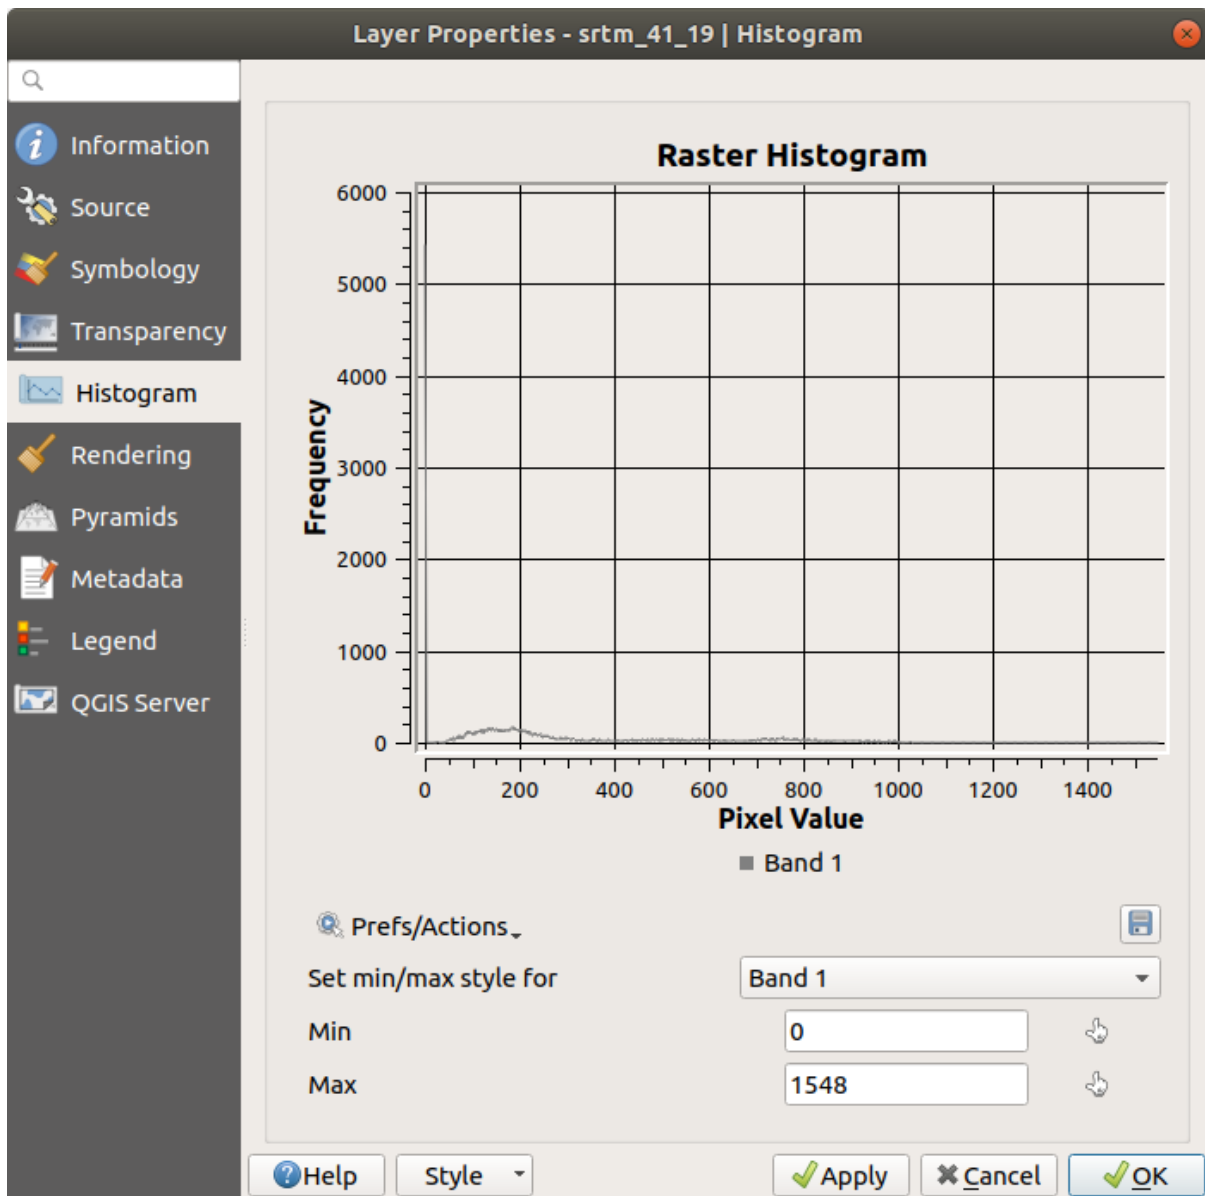 Layer Properties - srtm_41_19 | Histogram
Information
Source
Symbology
Transparency
Histogram
Rendering
Pyramids
Metadata
Legend
QGIS Server
Raster Histogram
6000
5000
4000
3000
2000
1000
0
Frequency
0 200 400 600 800 1000 1200 1400
Pixel Value
Band 1
Prefs/Actions
Set min/max style for Band 1
Min 0
Max 1548
Help Style Apply Cancel OK